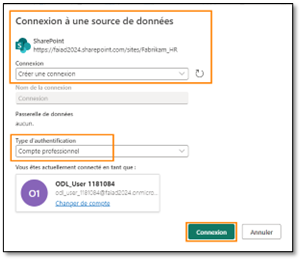 Connexion à une source de données
SharePoint
https://faiad2024.sharepoint.com/sites/Fabrikam_HR
Connexion
Créer une connexion
Nom de la connexion
Connexion
Passerelle de données
aucun.
Type d'authentification
Compte professionnel
Vous êtes actuellement connecté en tant que :
O1
ODL_User 1181084
odl_user_1181084@faiad2024.onmicro...
Changer de compte
Connexion
Annuler